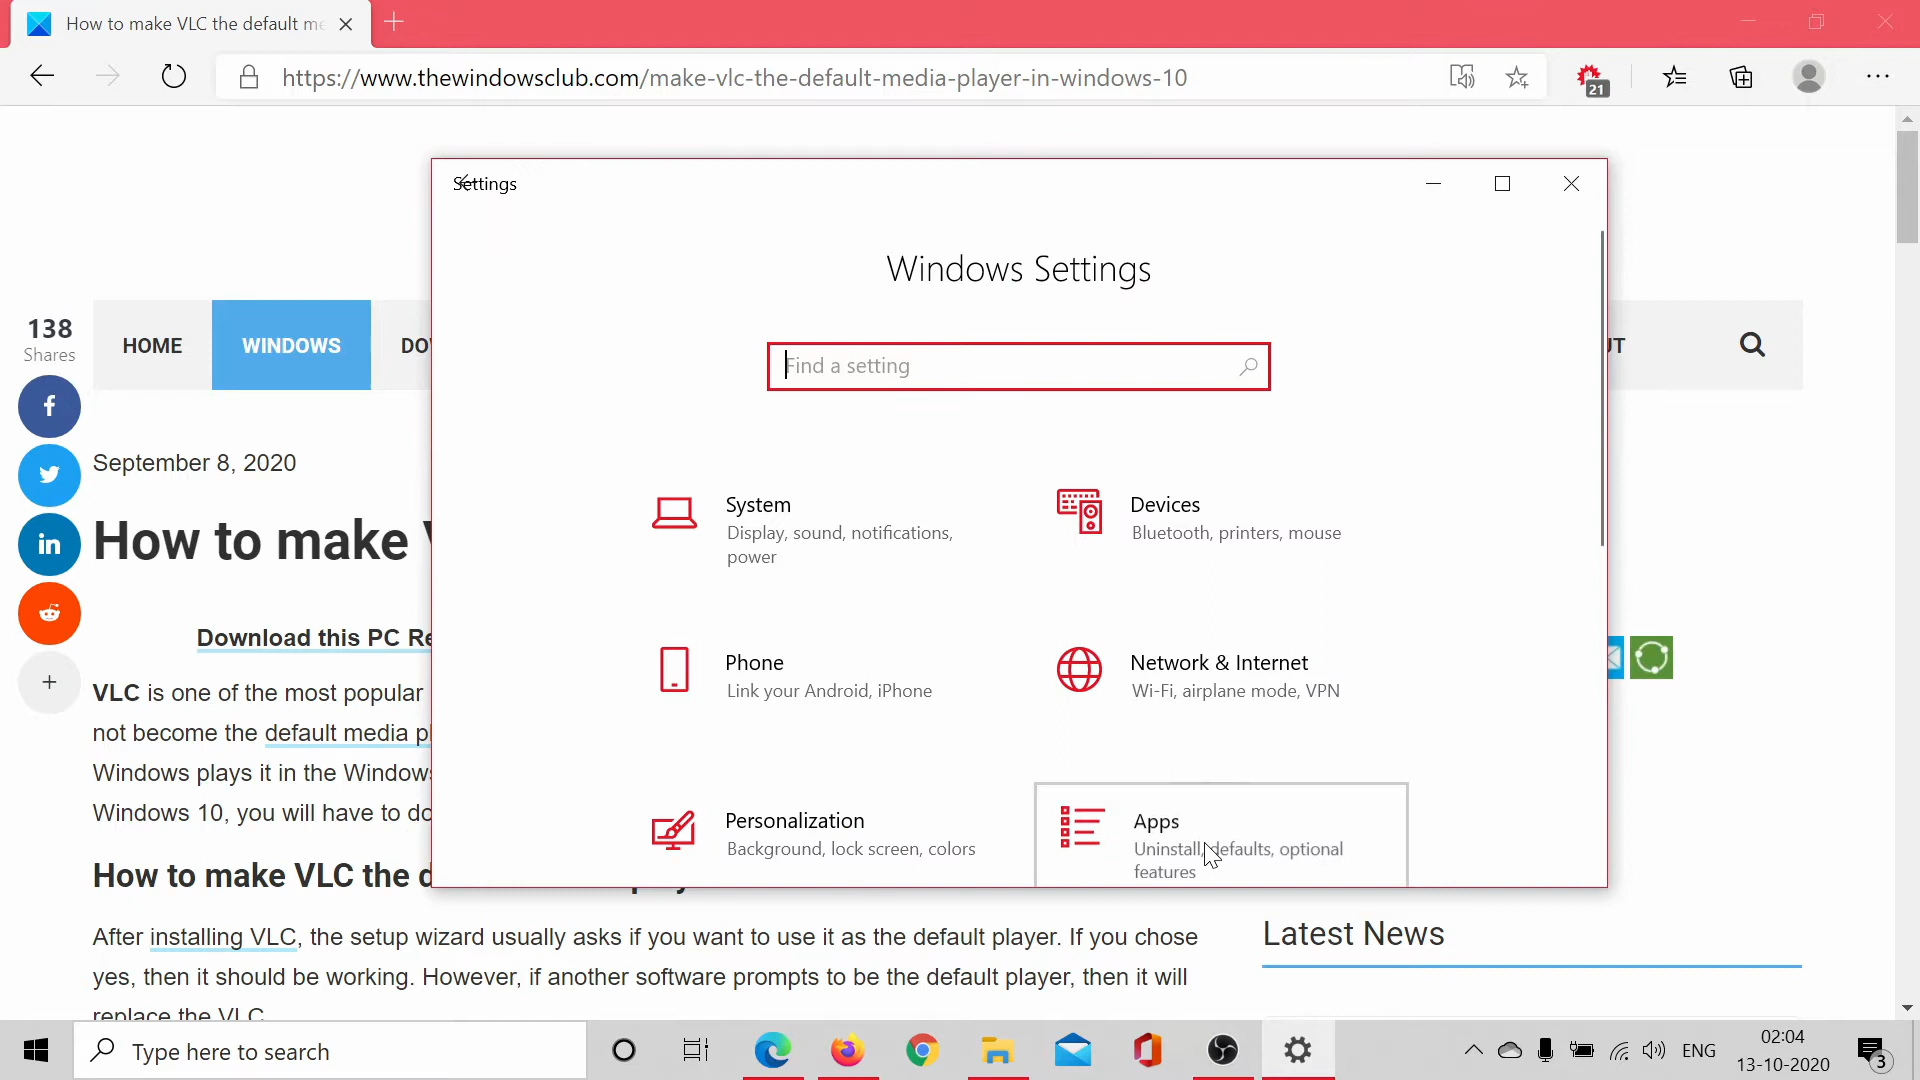 How to make VLC the default me
https://www.thewindowsclub.com/make-vlc-the-default-media-player-in-windows-10
21
Settings
Windows Settings
Find a setting
138
Shares
HOME
WINDOWS
September 8, 2020
How to make
System
Display, sound, notifications,
power
Devices
Bluetooth, printers, mouse
Download this PC Re
Phone
Link your Android, iPhone
Network & Internet
Wi-Fi, airplane mode, VPN
VLC is one of the most popular
not become the default media p
Windows plays it in the Windows
Windows 10, you will have to do
Personalization
Background, lock screen, colors
Apps
Uninstall, defaults, optional
features
How to make VLC the d
After installing VLC, the setup wizard usually asks if you want to use it as the default player. If you chose
yes, then it should be working. However, if another software prompts to be the default player, then it will
replace the VLC.
Latest News
Type here to search
ENG
02:04
13-10-2020
3